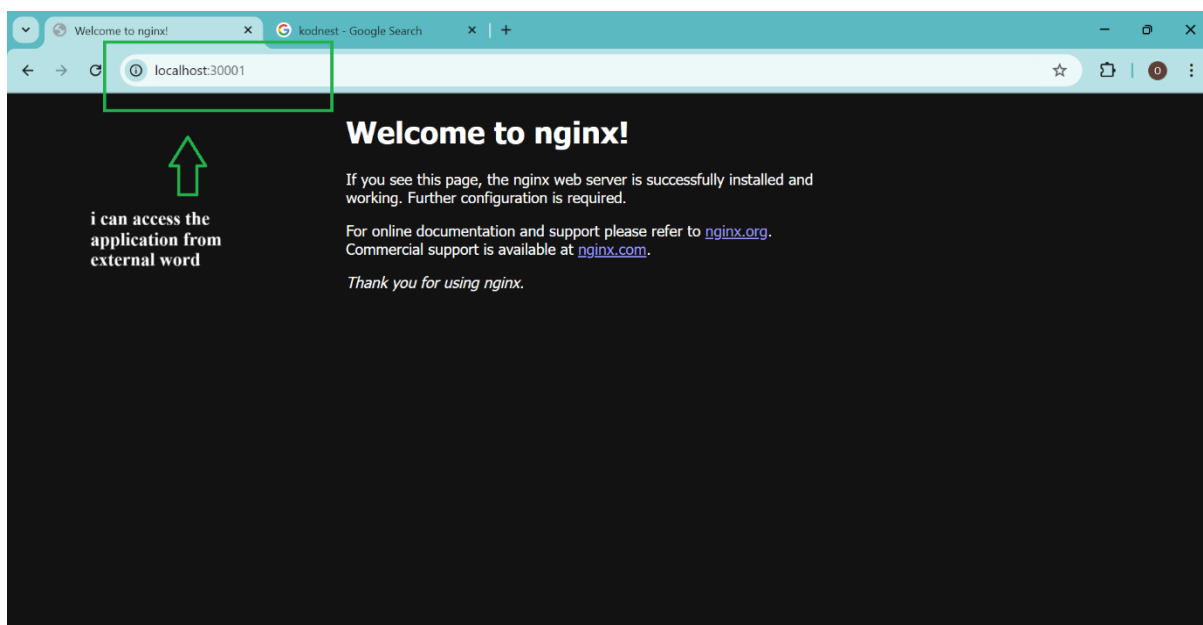 Welcome to nginx!
kodnest - Google Search
localhost:30001
Welcome to nginx!
If you see this page, the nginx web server is successfully installed and
working. Further configuration is required.
For online documentation and support please refer to nginx.org.
Commercial support is available at nginx.com.
Thank you for using nginx.
i can access the
application from
external word
O